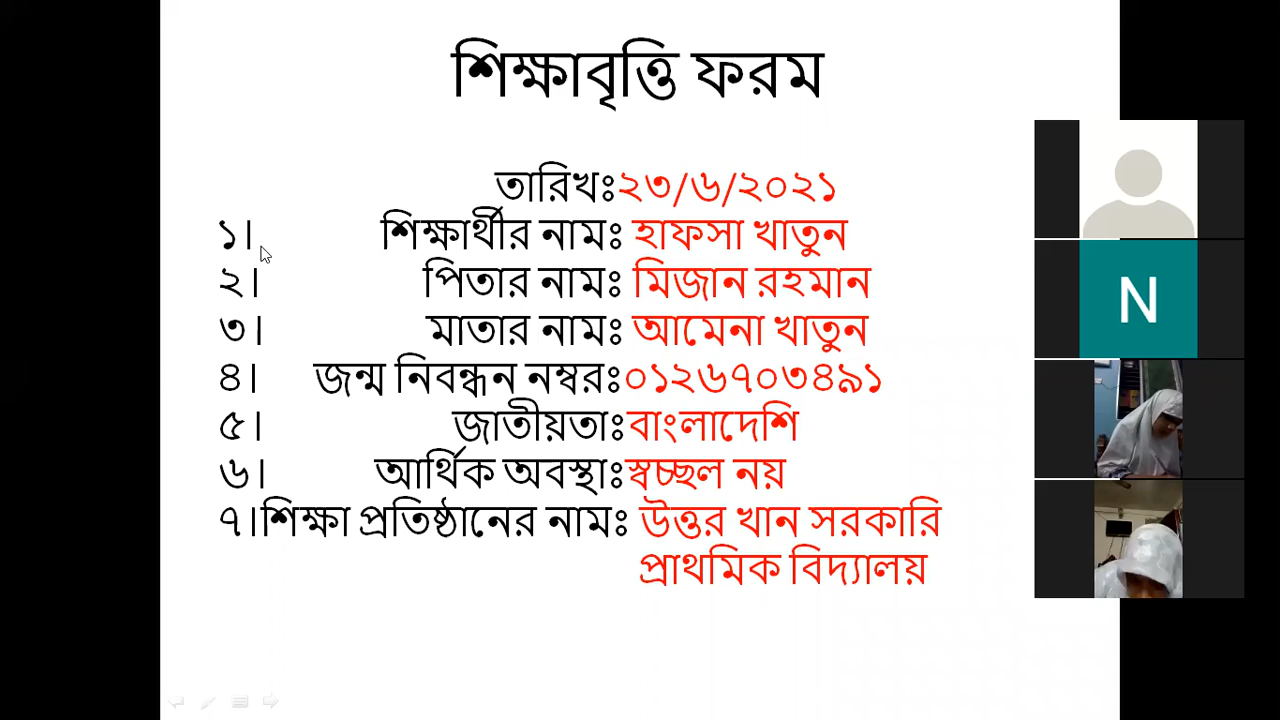 শিক্ষাবৃত্তি ফরম
তারিখঃ২৩/৬/২০২১
১। শিক্ষার্থীর নামঃ হাফসা খাতুন
২। পিতার নামঃ মিজান রহমান
৩। মাতার নামঃ আমেনা খাতুন
৪। জন্ম নিবন্ধন নম্বরঃ০১২৬৭০৩৪৯১
৫। জাতীয়তাঃবাংলাদেশি
৬। আর্থিক অবস্থাঃস্বচ্ছল নয়
৭।শিক্ষা প্রতিষ্ঠানের নামঃ উত্তর খান সরকারি
প্রাথমিক বিদ্যালয়
N